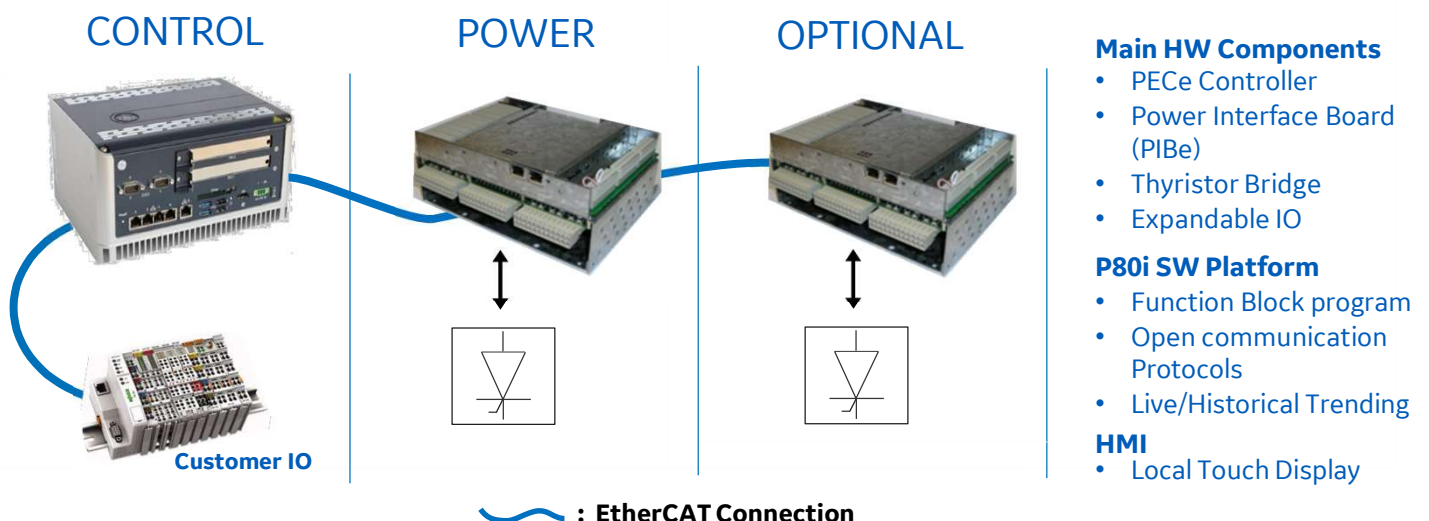 CONTROL
POWER
OPTIONAL
Customer IO
Main HW Components
• PECe Controller
• Power Interface Board
(PIBe)
• Thyristor Bridge
• Expandable IO
P80i SW Platform
• Function Block program
• Open communication
Protocols
• Live/Historical Trending
HMI
• Local Touch Display
: EtherCAT Connection